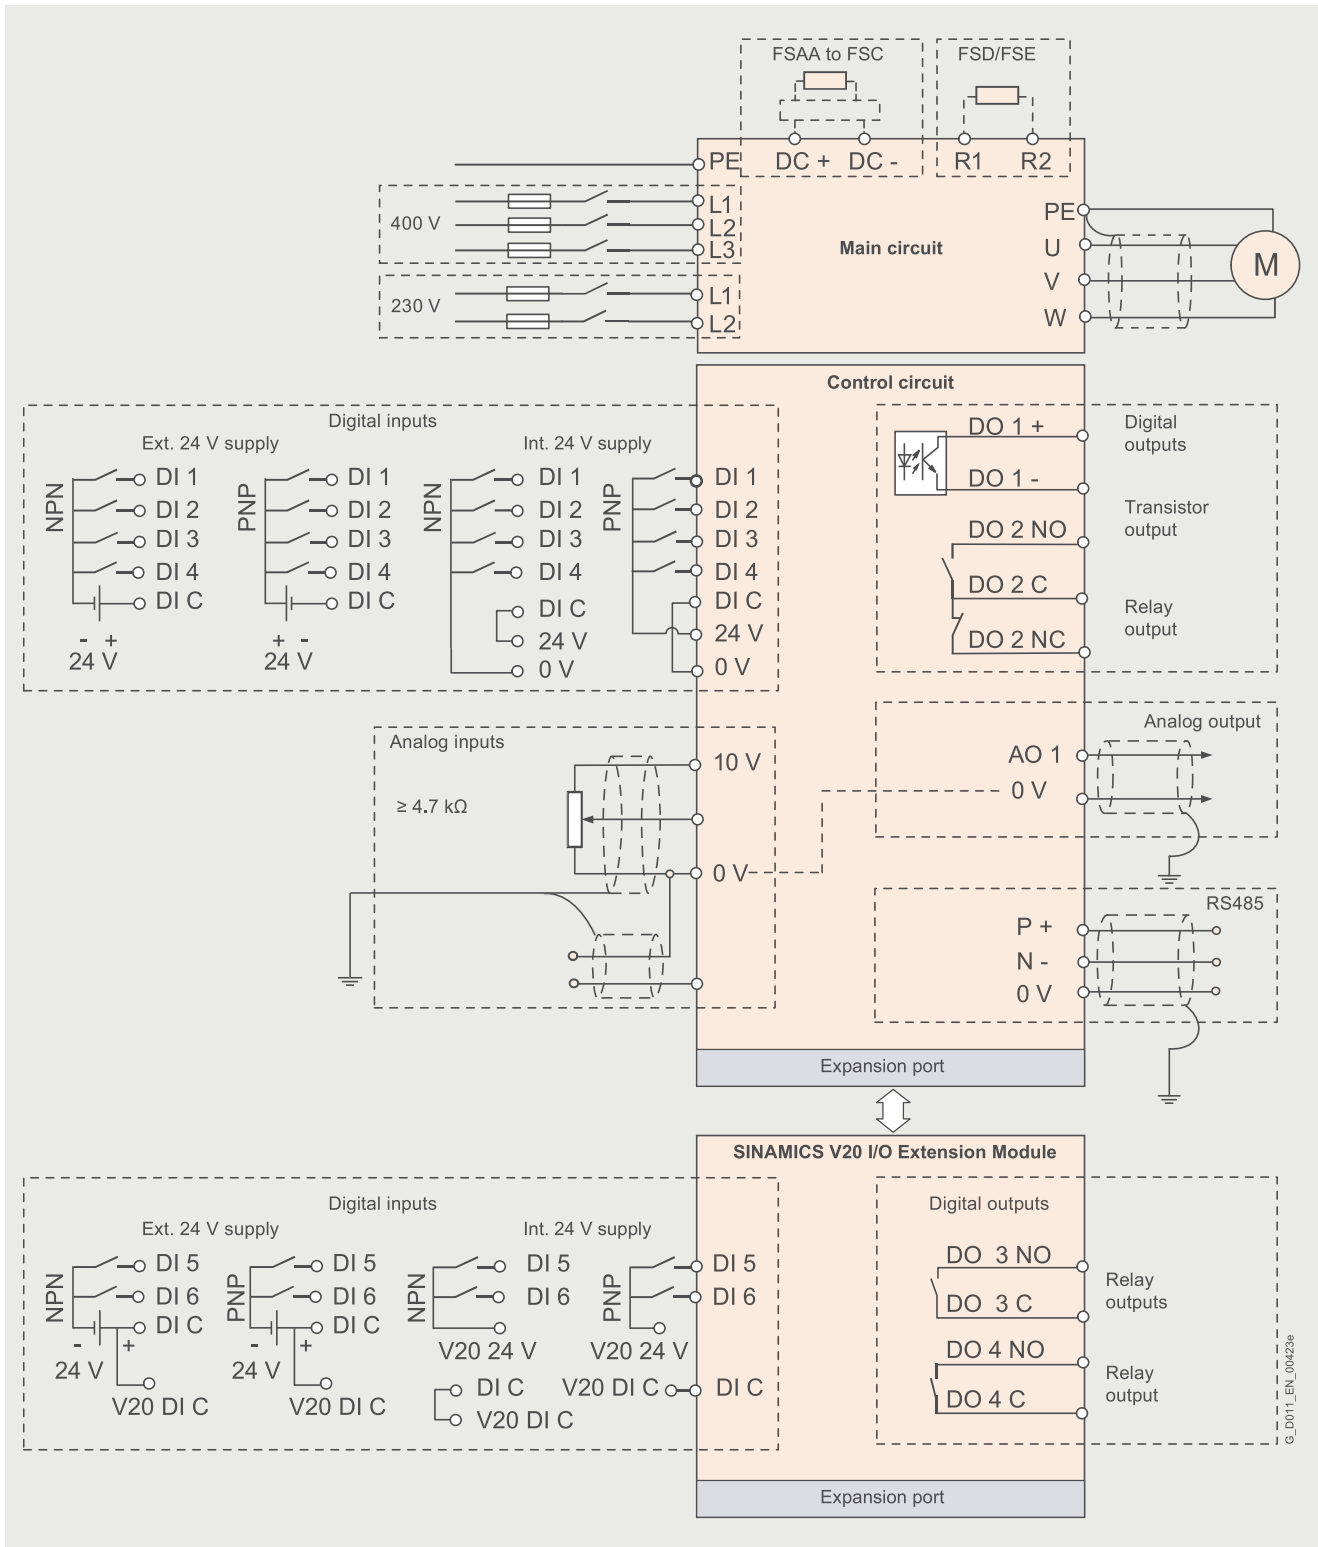 FSAA to FSC
FSD/FSE
PE
DC +
DC -
R1
R2
400 V
L1
L2
L3
230 V
L1
L2
Main circuit
PE
U
V
W
M
Control circuit
Digital inputs
Ext. 24 V supply
Int. 24 V supply
NPN
DI 1
DI 2
DI 3
DI 4
DI C
- +
24 V
PNP
DI 1
DI 2
DI 3
DI 4
DI C
+ -
24 V
NPN
DI 1
DI 2
DI 3
DI 4
DI C
24 V
0 V
PNP
DI 1
DI 2
DI 3
DI 4
DI C
24 V
0 V
DO 1 +
DO 1 -
DO 2 NO
DO 2 C
DO 2 NC
Digital
outputs
Transistor
output
Relay
output
Analog inputs
≥ 4.7 kΩ
10 V
0 V
Analog output
AO 1
0 V
RS485
P +
N -
0 V
Expansion port
SINAMICS V20 I/O Extension Module
Digital inputs
Ext. 24 V supply
Int. 24 V supply
NPN
DI 5
DI 6
DI C
- +
24 V
V20 DI C
PNP
DI 5
DI 6
DI C
- +
24 V
V20 DI C
NPN
DI 5
DI 6
V20 24 V
DI C
V20 DI C
PNP
DI 5
DI 6
V20 24 V
V20 DI C
DI C
Digital outputs
DO 3 NO
DO 3 C
DO 4 NO
DO 4 C
Relay
outputs
Relay
output
Expansion port
G_D011_EN_00423e